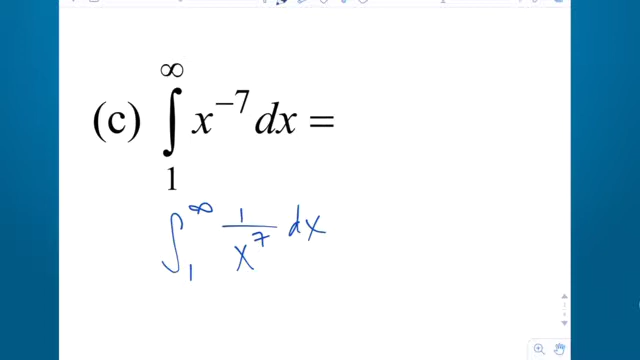 (c) ∫₁^∞ x⁻⁷ dx =
∫₁^∞ 1/x⁷ dx